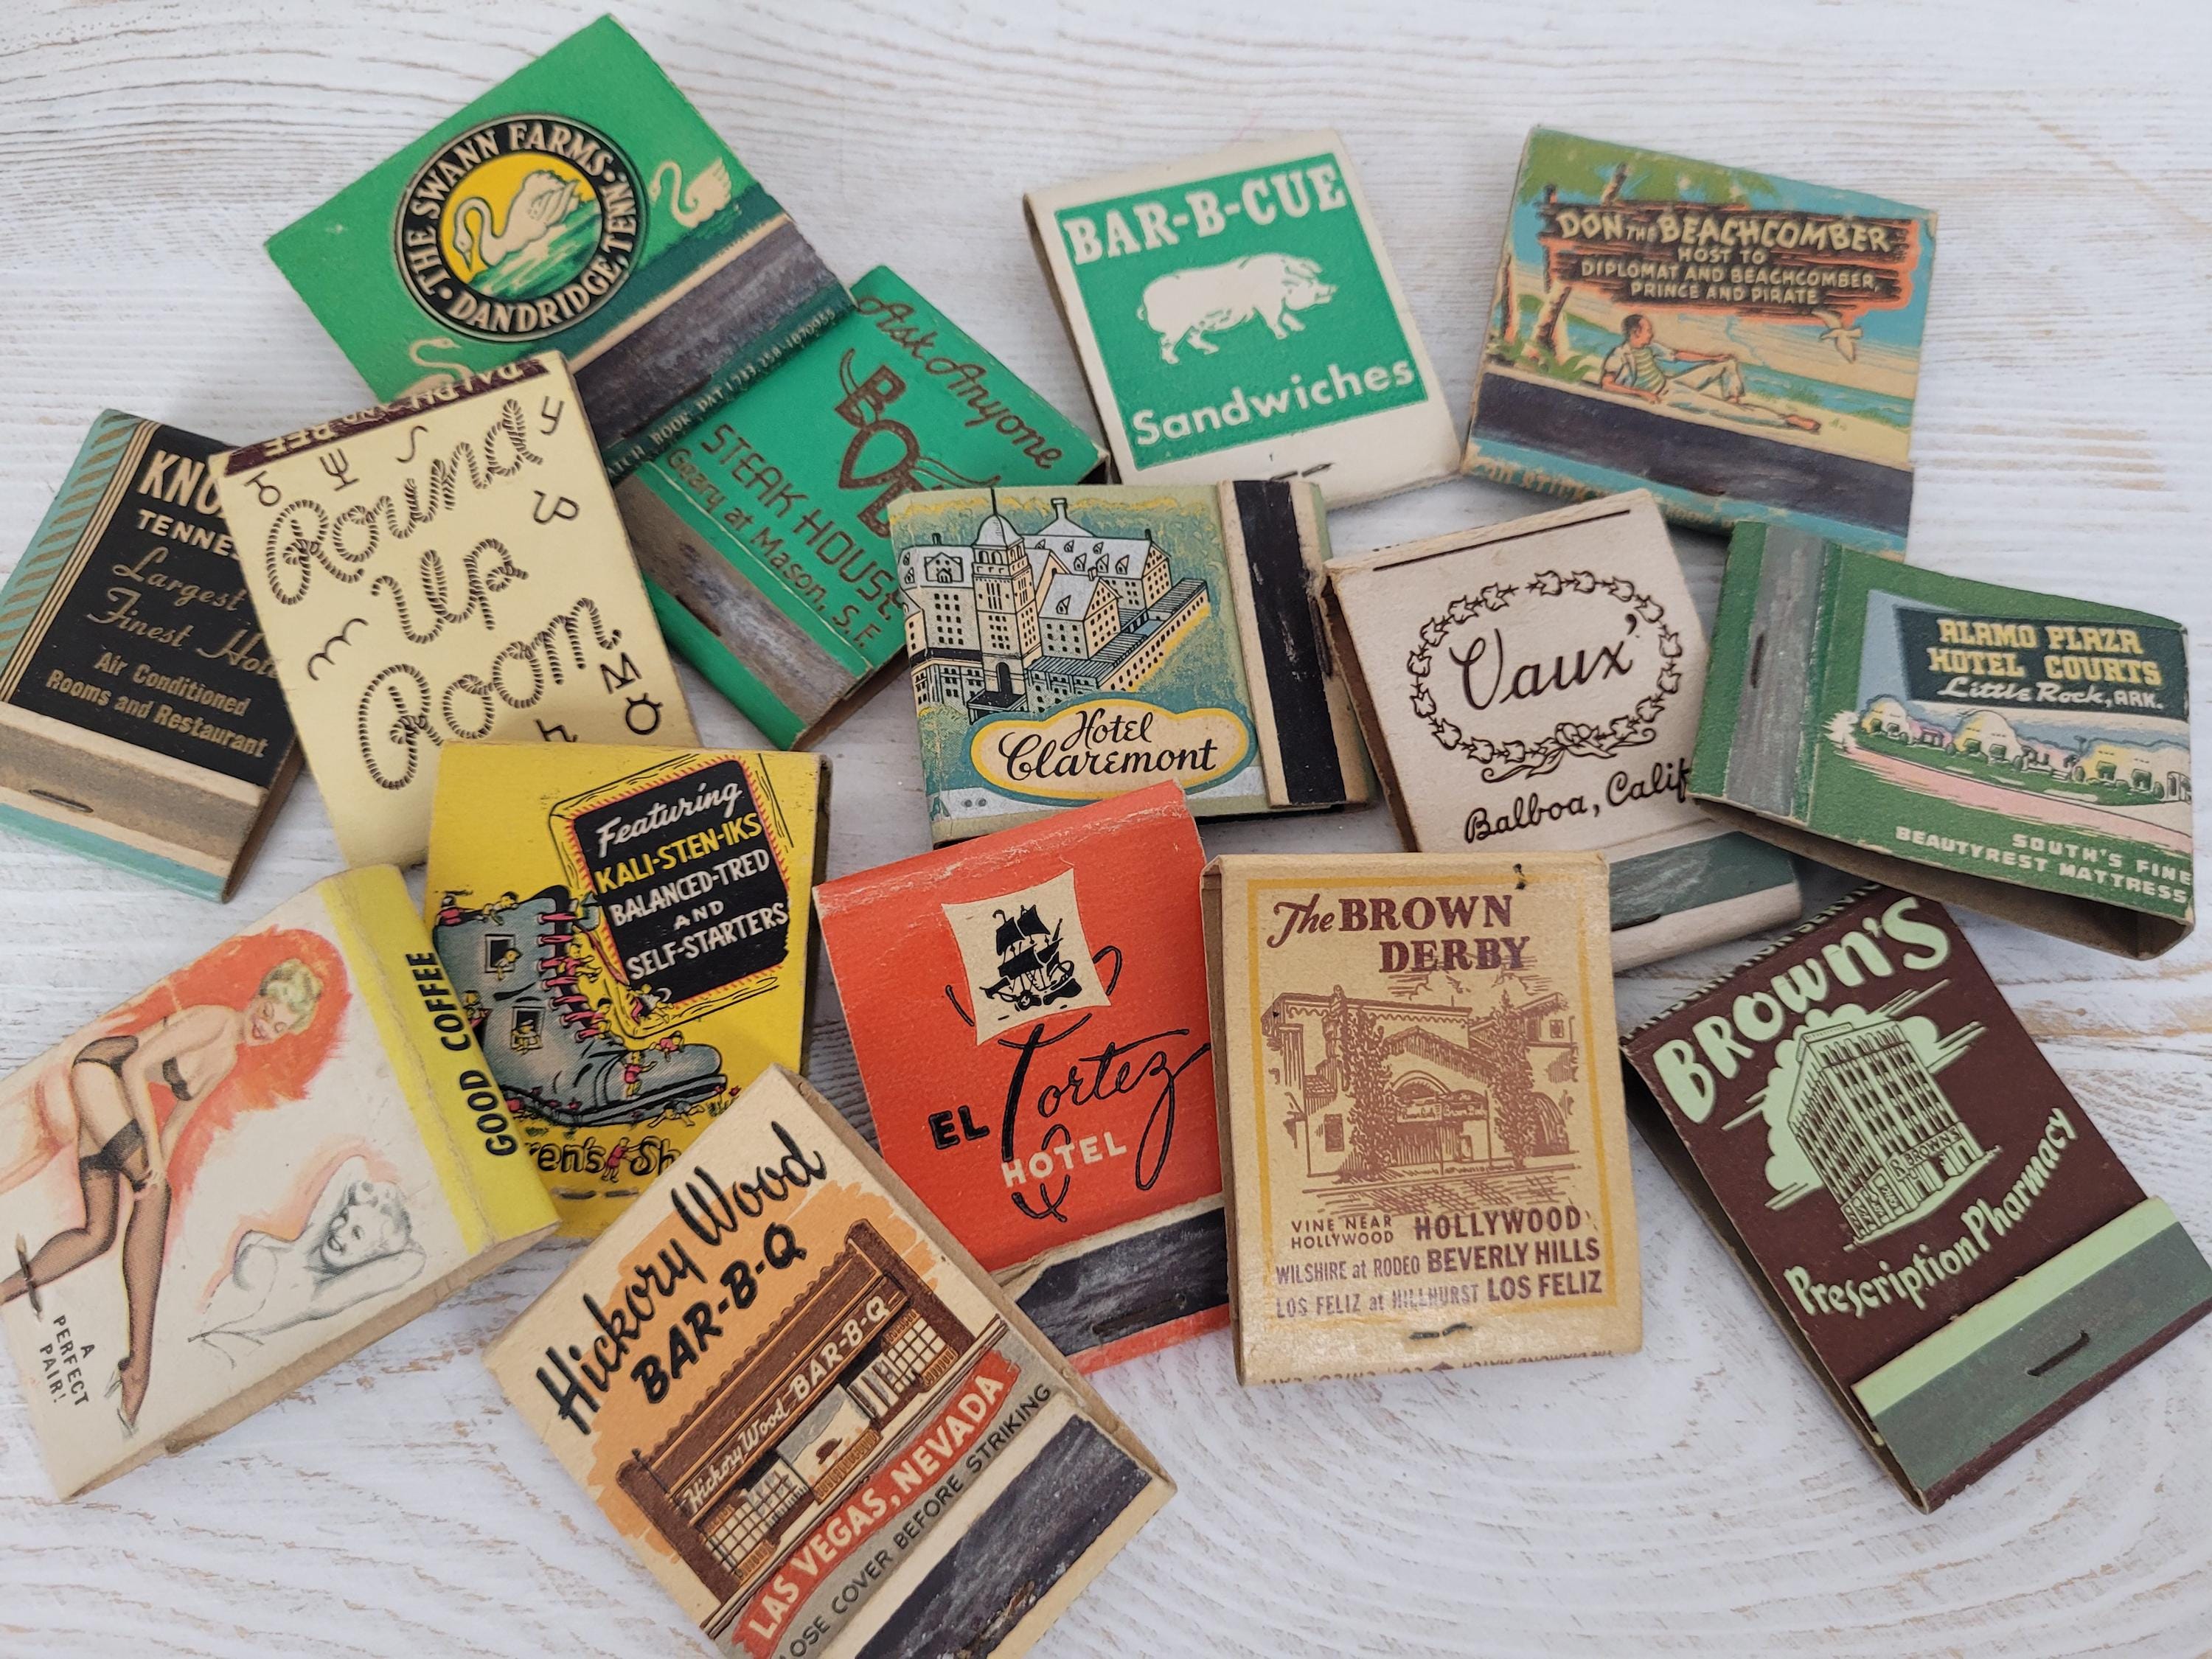 THE SWANN FARMS
DANDRIDGE, TENN.
BAR-B-CUE
Sandwiches
DON THE BEACHCOMBER
HOST TO
DIPLOMAT AND BEACHCOMBER,
PRINCE AND PIRATE
Ask Anyone
STEAK HOUSE
Geary at Mason, S.F.
Round
Up
Room
TENNE
Largest
Finest
Air Conditioned
Rooms and Restaurant
Hotel
Claremont
Vaux'
Balboa, Calif
ALAMO PLAZA
HOTEL COURTS
Little Rock, ARK.
SOUTH'S FINE
BEAUTYREST MATTRESS
Featuring
KALI-STEN-IKS
BALANCED-TRED
AND
SELF-STARTERS
GOOD COFFEE
A
PERFECT
PAIR!
EL Cortez
HOTEL
The BROWN
DERBY
VINE NEAR
HOLLYWOOD
HOLLYWOOD
WILSHIRE at RODEO BEVERLY HILLS
LOS FELIZ at HILLHURST LOS FELIZ
BROWN'S
BROWN'S
Prescription Pharmacy
Hickory Wood
BAR-B-Q
Hickory Wood BAR-B-Q
LAS VEGAS, NEVADA
COVER BEFORE STRIKING